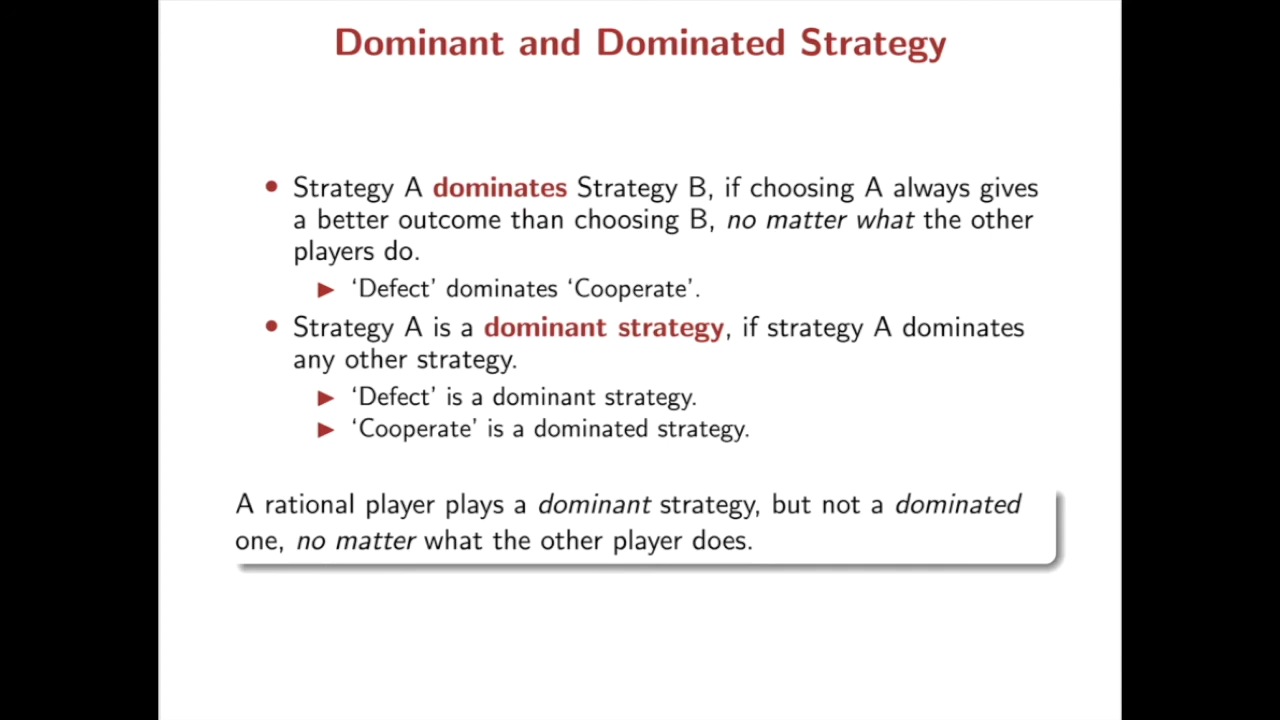 Dominant and Dominated Strategy
• Strategy A dominates Strategy B, if choosing A always gives
a better outcome than choosing B, no matter what the other
players do.
▶ ‘Defect’ dominates ‘Cooperate’.
• Strategy A is a dominant strategy, if strategy A dominates
any other strategy.
▶ ‘Defect’ is a dominant strategy.
▶ ‘Cooperate’ is a dominated strategy.
A rational player plays a dominant strategy, but not a dominated
one, no matter what the other player does.